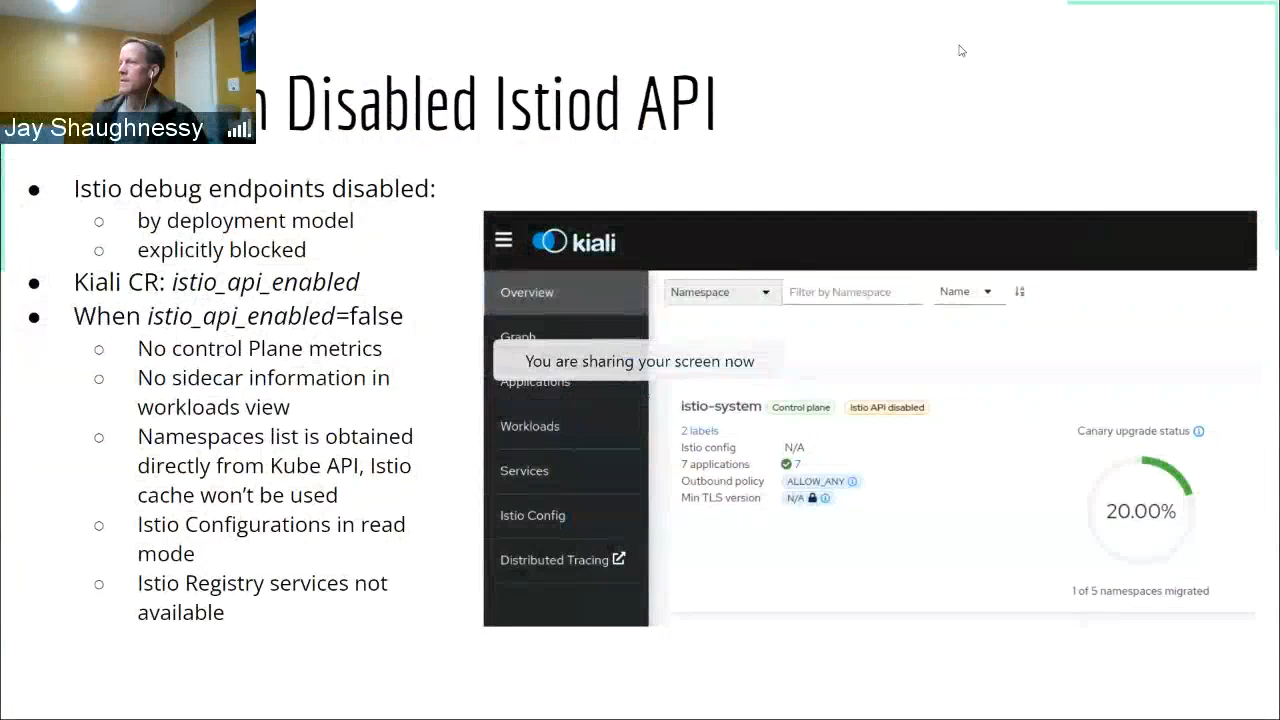 Disabled Istiod API
Jay Shaughnessy
● Istio debug endpoints disabled:
○ by deployment model
○ explicitly blocked
● Kiali CR: istio_api_enabled
● When istio_api_enabled=false
○ No control Plane metrics
○ No sidecar information in
workloads view
○ Namespaces list is obtained
directly from Kube API, Istio
cache won’t be used
○ Istio Configurations in read
mode
○ Istio Registry services not
available
kiali
Overview
Graph
Applications
Workloads
Services
Istio Config
Distributed Tracing
Namespace
Filter by Namespace
Name
You are sharing your screen now
istio-system Control plane Istio API disabled
2 labels
Istio config N/A
7 applications 7
Outbound policy ALLOW_ANY
Min TLS version N/A
Canary upgrade status
20.00%
1 of 5 namespaces migrated